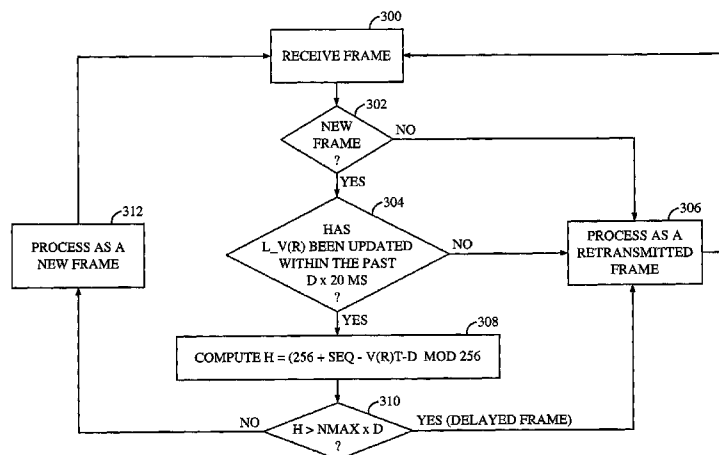 300
RECEIVE FRAME
302
NEW
FRAME
?
NO
YES
304
HAS
L_V(R) BEEN UPDATED
WITHIN THE PAST
D x 20 MS
?
NO
YES
306
PROCESS AS A
RETRANSMITTED
FRAME
312
PROCESS AS A
NEW FRAME
308
COMPUTE H = (256 + SEQ - V(R)T-D MOD 256
310
H > NMAX x D
?
NO
YES (DELAYED FRAME)